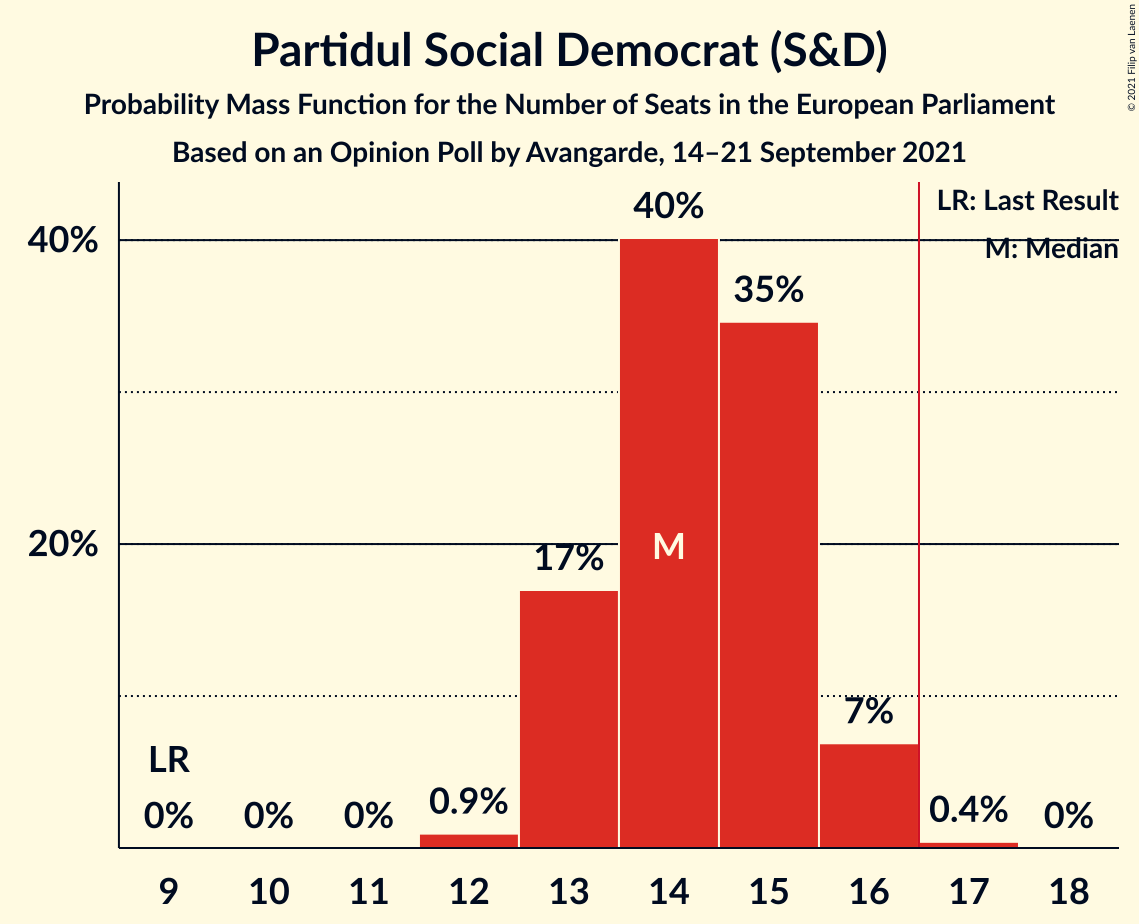 Partidul Social Democrat (S&D)
Probability Mass Function for the Number of Seats in the European Parliament
Based on an Opinion Poll by Avangarde, 14–21 September 2021
© 2021 Filip van Laenen
LR: Last Result
M: Median
40%
20%
LR
0%
0%
0%
0.9%
17%
40%
M
35%
7%
0.4%
0%
9 10 11 12 13 14 15 16 17 18